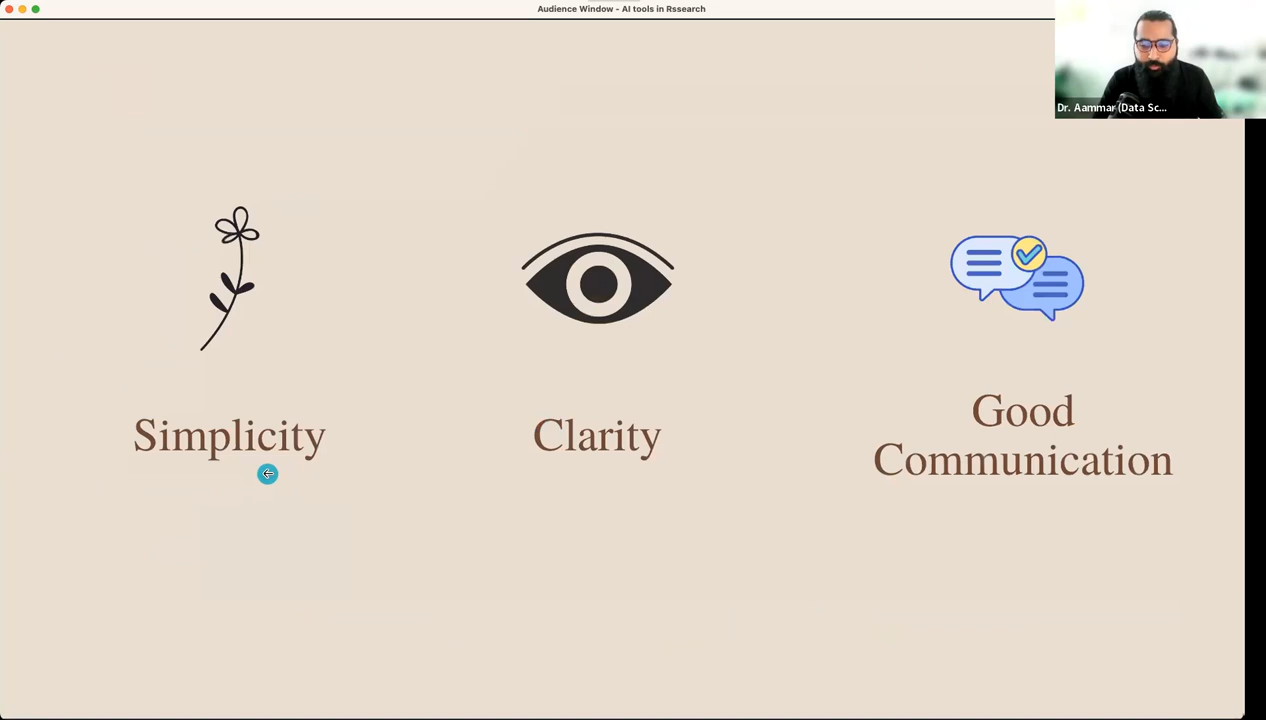 Audience Window - AI tools in Rssearch
Dr. Aammar (Data Sc...
Simplicity
Clarity
Good
Communication